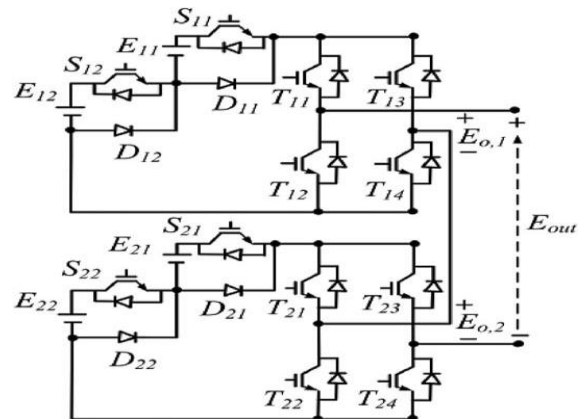 S11
E11
S12
E12
D11
D12
T11
T13
+
+
Eo,1
−
T12
T14
Eout
S21
E21
S22
E22
D21
D22
T21
T23
+
Eo,2
−
−
T22
T24